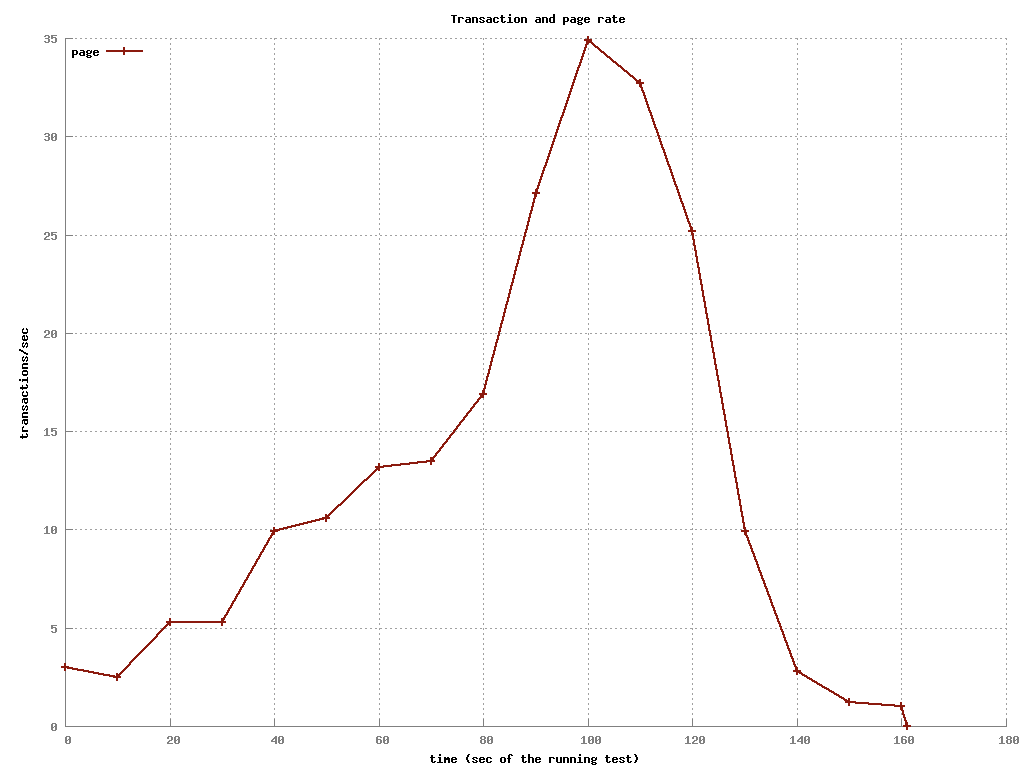 Transaction and page rate
page
35
30
25
20
15
10
5
0
transactions/sec
0 20 40 60 80 100 120 140 160 180
time (sec of the running test)